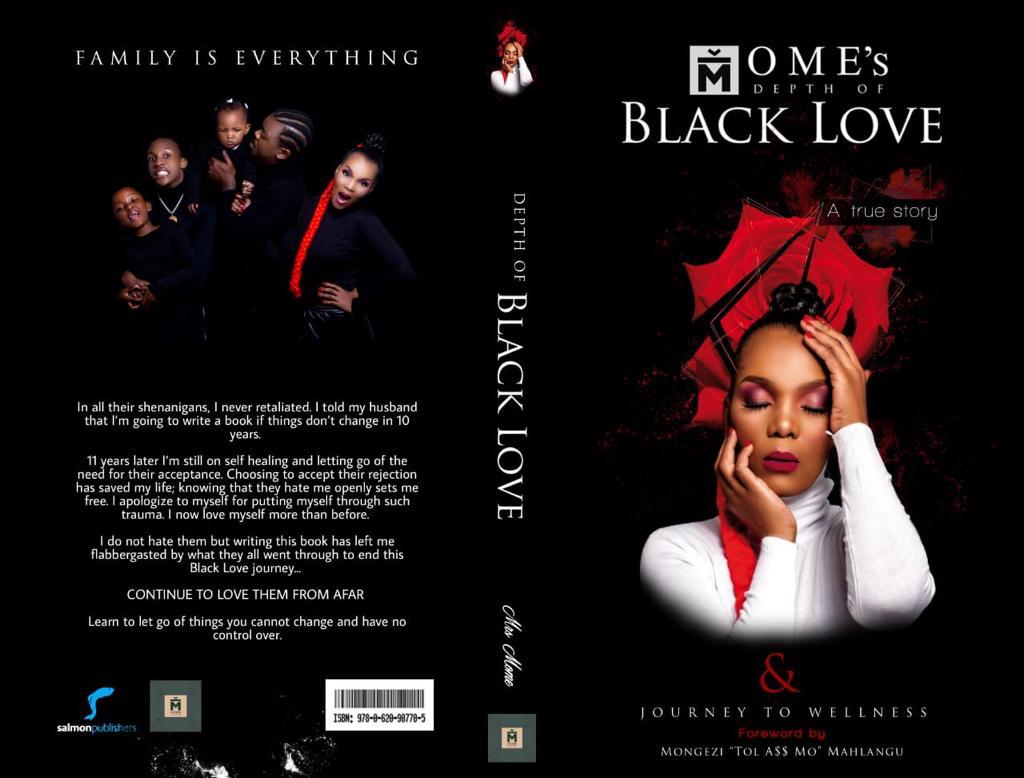 FAMILY IS EVERYTHING
In all their shenanigans, I never retaliated. I told my husband
that I'm going to write a book if things don't change in 10
years.
11 years later I'm still on self healing and letting go of the
need for their acceptance. Choosing to accept their rejection
has saved my life; knowing that they hate me openly sets me
free. I apologize to myself for putting myself through such
trauma. I now love myself more than before.
I do not hate them but writing this book has left me
flabbergasted by what they all went through to end this
Black Love journey...
CONTINUE TO LOVE THEM FROM AFAR
Learn to let go of things you cannot change and have no
control over.
salmonpublishers
M
ISBN: 978-0-620-90770-5
DEPTH OF BLACK LOVE
Mrs Mome
M
MOME's
DEPTH OF
BLACK LOVE
A true story
&
JOURNEY TO WELLNESS
Foreword by
MONGEZI "TOL A$$ MO" MAHLANGU